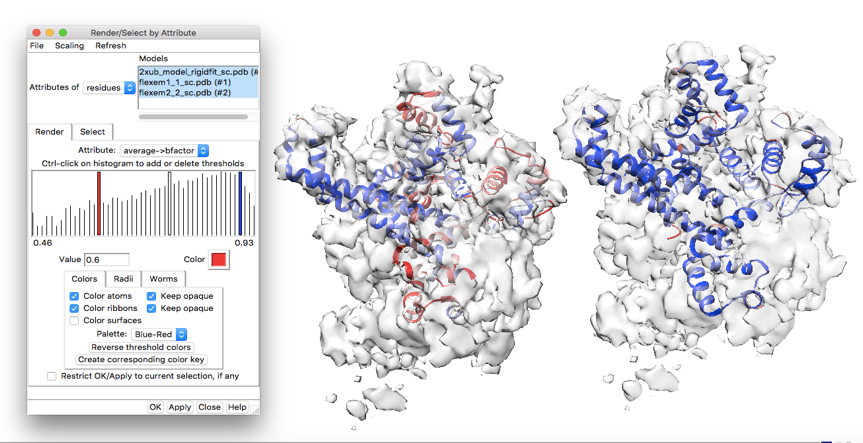 Render/Select by Attribute
File Scaling Refresh
Models
2xub_model_rigidfit_sc.pdb (#
flexem1_1_sc.pdb (#1)
flexem2_2_sc.pdb (#2)
Attributes of residues
Render Select
Attribute: average->bfactor
Ctrl-click on histogram to add or delete thresholds
0.46 0.93
Value 0.6 Color
Colors Radii Worms
Color atoms Keep opaque
Color ribbons Keep opaque
Color surfaces
Palette: Blue-Red
Reverse threshold colors
Create corresponding color key
Restrict OK/Apply to current selection, if any
OK Apply Close Help